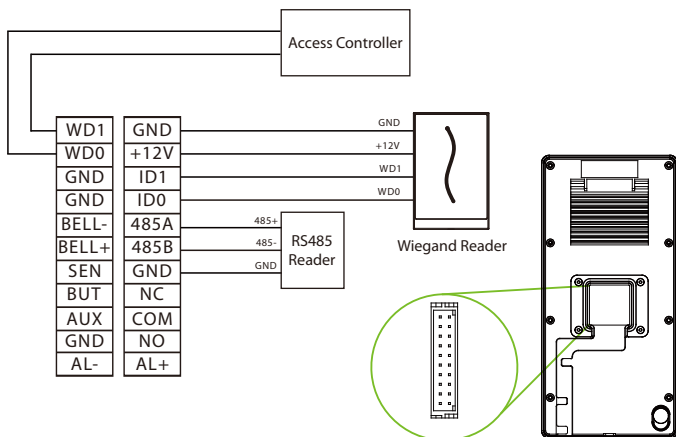 Access Controller
WD1 GND GND
WD0 +12V +12V
GND ID1 WD1
GND ID0 WD0
Wiegand Reader
BELL- 485A 485+
BELL+ 485B 485-
SEN GND GND
RS485
Reader
BUT NC
AUX COM
GND NO
AL- AL+